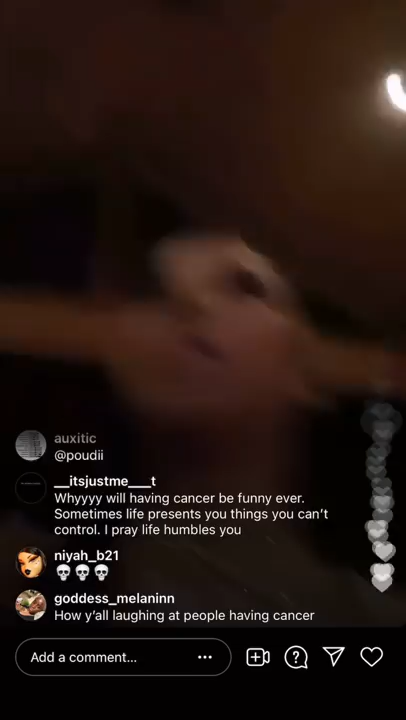 auxitic
@poudii
__itsjustme___t
Whyyyy will having cancer be funny ever.
Sometimes life presents you things you can't
control. I pray life humbles you
niyah_b21
💀💀💀
goddess_melaninn
How y'all laughing at people having cancer
Add a comment...